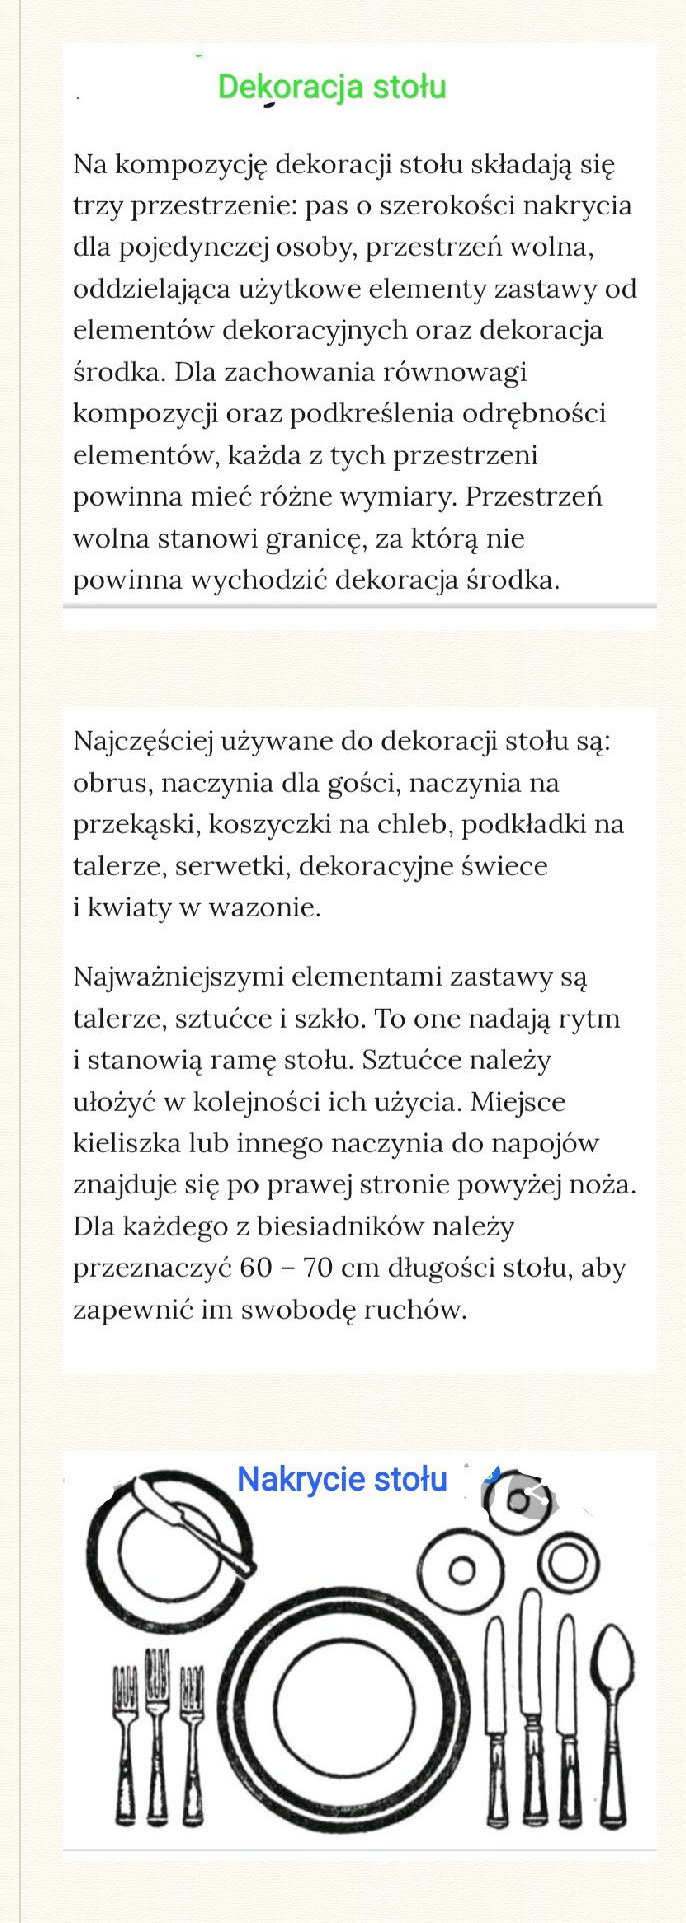 Dekoracja stołu
Na kompozycję dekoracji stołu składają się
trzy przestrzenie: pas o szerokości nakrycia
dla pojedynczej osoby, przestrzeń wolna,
oddzielająca użytkowe elementy zastawy od
elementów dekoracyjnych oraz dekoracja
środka. Dla zachowania równowagi
kompozycji oraz podkreślenia odrębności
elementów, każda z tych przestrzeni
powinna mieć różne wymiary. Przestrzeń
wolna stanowi granicę, za którą nie
powinna wychodzić dekoracja środka.
Najczęściej używane do dekoracji stołu są:
obrus, naczynia dla gości, naczynia na
przekąski, koszyczki na chleb, podkładki na
talerze, serwetki, dekoracyjne świece
i kwiaty w wazonie.
Najważniejszymi elementami zastawy są
talerze, sztućce i szkło. To one nadają rytm
i stanowią ramę stołu. Sztućce należy
ułożyć w kolejności ich użycia. Miejsce
kieliszka lub innego naczynia do napojów
znajduje się po prawej stronie powyżej noża.
Dla każdego z biesiadników należy
przeznaczyć 60 – 70 cm długości stołu, aby
zapewnić im swobodę ruchów.
Nakrycie stołu